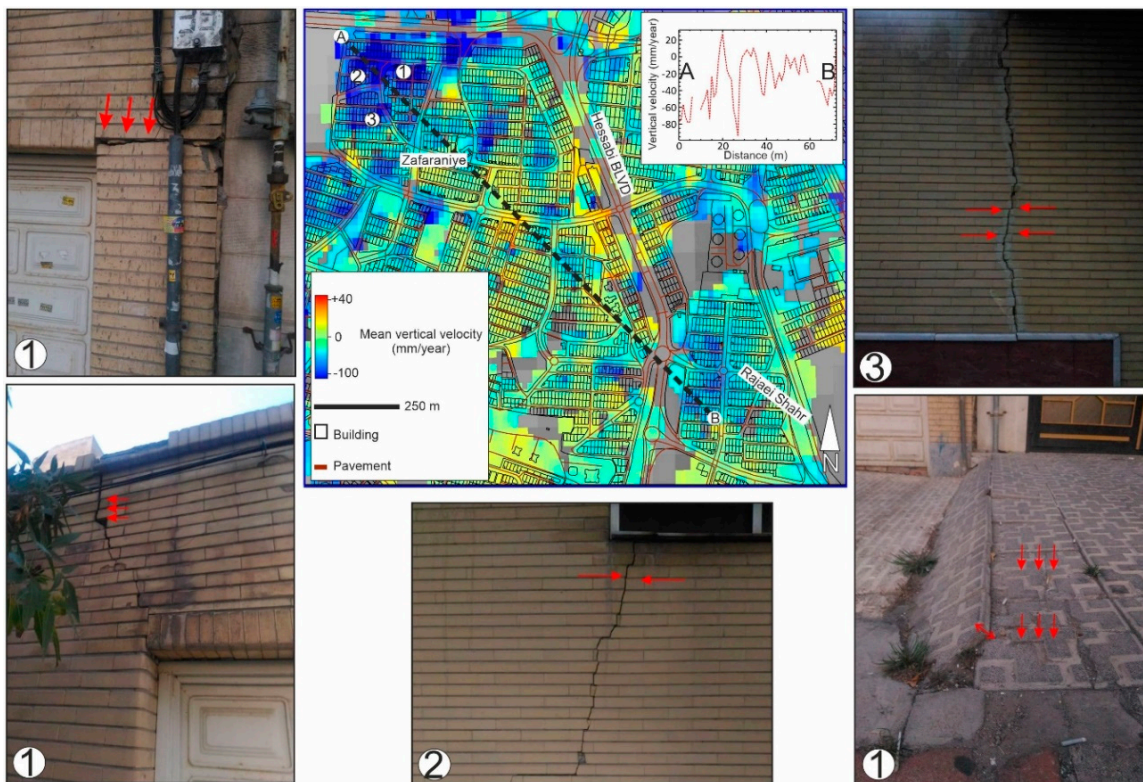 1
A
1
2
3
Zafaraniye
Hessabi BLVD
Rajaei Shahr
B
N
Vertical velocity (mm/year)
20
0
-20
-40
-60
-80
A
B
0
20
40
60
Distance (m)
+40
0
-100
Mean vertical velocity
(mm/year)
250 m
Building
Pavement
3
1
2
1